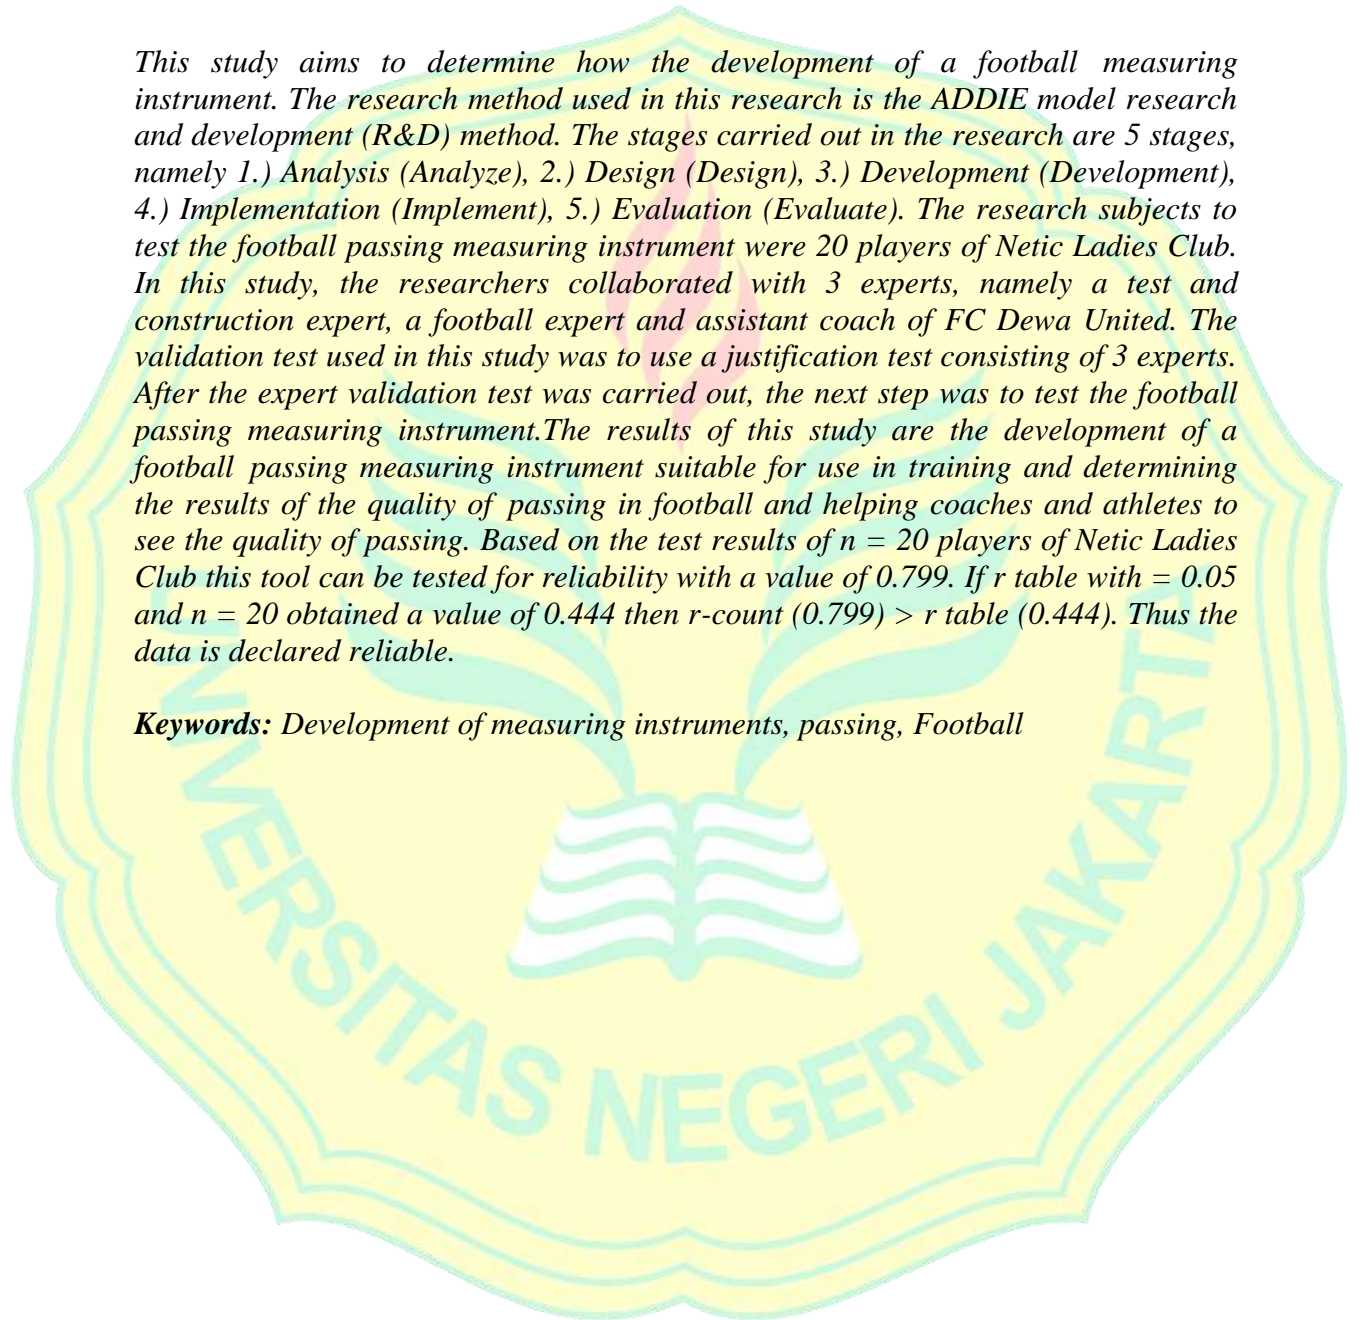 This study aims to determine how the development of a football measuring
instrument. The research method used in this research is the ADDIE model research
and development (R&D) method. The stages carried out in the research are 5 stages,
namely 1.) Analysis (Analyze), 2.) Design (Design), 3.) Development (Development),
4.) Implementation (Implement), 5.) Evaluation (Evaluate). The research subjects to
test the football passing measuring instrument were 20 players of Netic Ladies Club.
In this study, the researchers collaborated with 3 experts, namely a test and
construction expert, a football expert and assistant coach of FC Dewa United. The
validation test used in this study was to use a justification test consisting of 3 experts.
After the expert validation test was carried out, the next step was to test the football
passing measuring instrument.The results of this study are the development of a
football passing measuring instrument suitable for use in training and determining
the results of the quality of passing in football and helping coaches and athletes to
see the quality of passing. Based on the test results of n = 20 players of Netic Ladies
Club this tool can be tested for reliability with a value of 0.799. If r table with = 0.05
and n = 20 obtained a value of 0.444 then r-count (0.799) > r table (0.444). Thus the
data is declared reliable.
Keywords: Development of measuring instruments, passing, Football
UNIVERSITAS NEGERI JAKARTA